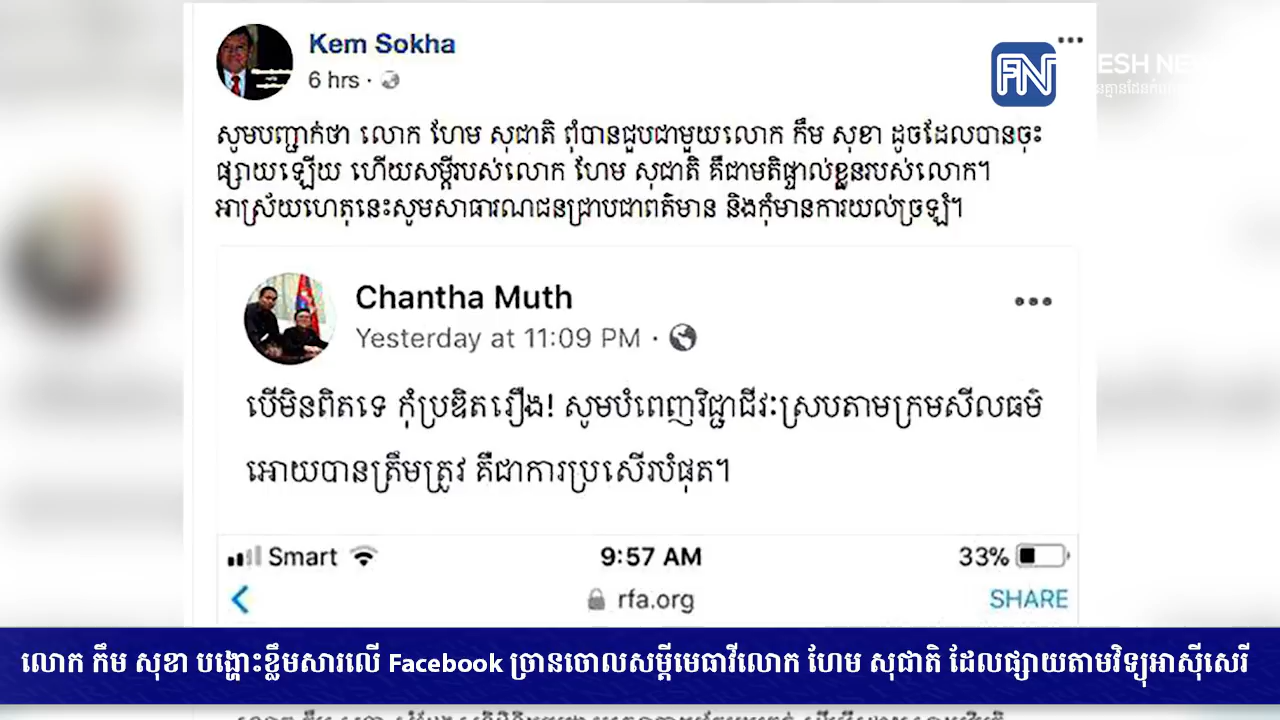 Kem Sokha
6 hrs
FN
ESH NE
សូមបញ្ជាក់ថា លោក ហែម សុជាតិ ពុំបានជួបជាមួយលោក កឹម សុខា ដូចដែលបានចុះ
ផ្សាយឡើយ ហើយសម្ដីរបស់លោក ហែម សុជាតិ គឺជាមតិផ្ទាល់ខ្លួនរបស់លោក។
អាស្រ័យហេតុនេះសូមសាធារណជនជ្រាបជាពត៌មាន និងកុំមានការយល់ច្រឡំ។
Chantha Muth
Yesterday at 11:09 PM
បើមិនពិតទេ កុំប្រឌិតរឿង! សូមបំពេញវិជ្ជាជីវៈស្របតាមក្រមសីលធម៌
អោយបានត្រឹមត្រូវ គឺជាការប្រសើរបំផុត។
Smart 9:57 AM 33%
rfa.org SHARE
លោក កឹម សុខា បង្ហោះខ្លឹមសារលើ Facebook ច្រានចោលសម្តីមេធាវីលោក ហែម សុជាតិ ដែលផ្សាយតាមវិទ្យុអាស៊ីសេរី